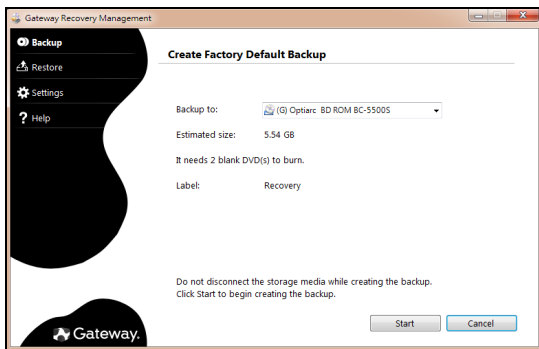 Gateway Recovery Management
Backup
Restore
Settings
Help
Create Factory Default Backup
Backup to: (G) Optiarc BD ROM BC-5500S
Estimated size: 5.54 GB
It needs 2 blank DVD(s) to burn.
Label: Recovery
Do not disconnect the storage media while creating the backup.
Click Start to begin creating the backup.
Start Cancel
Gateway.